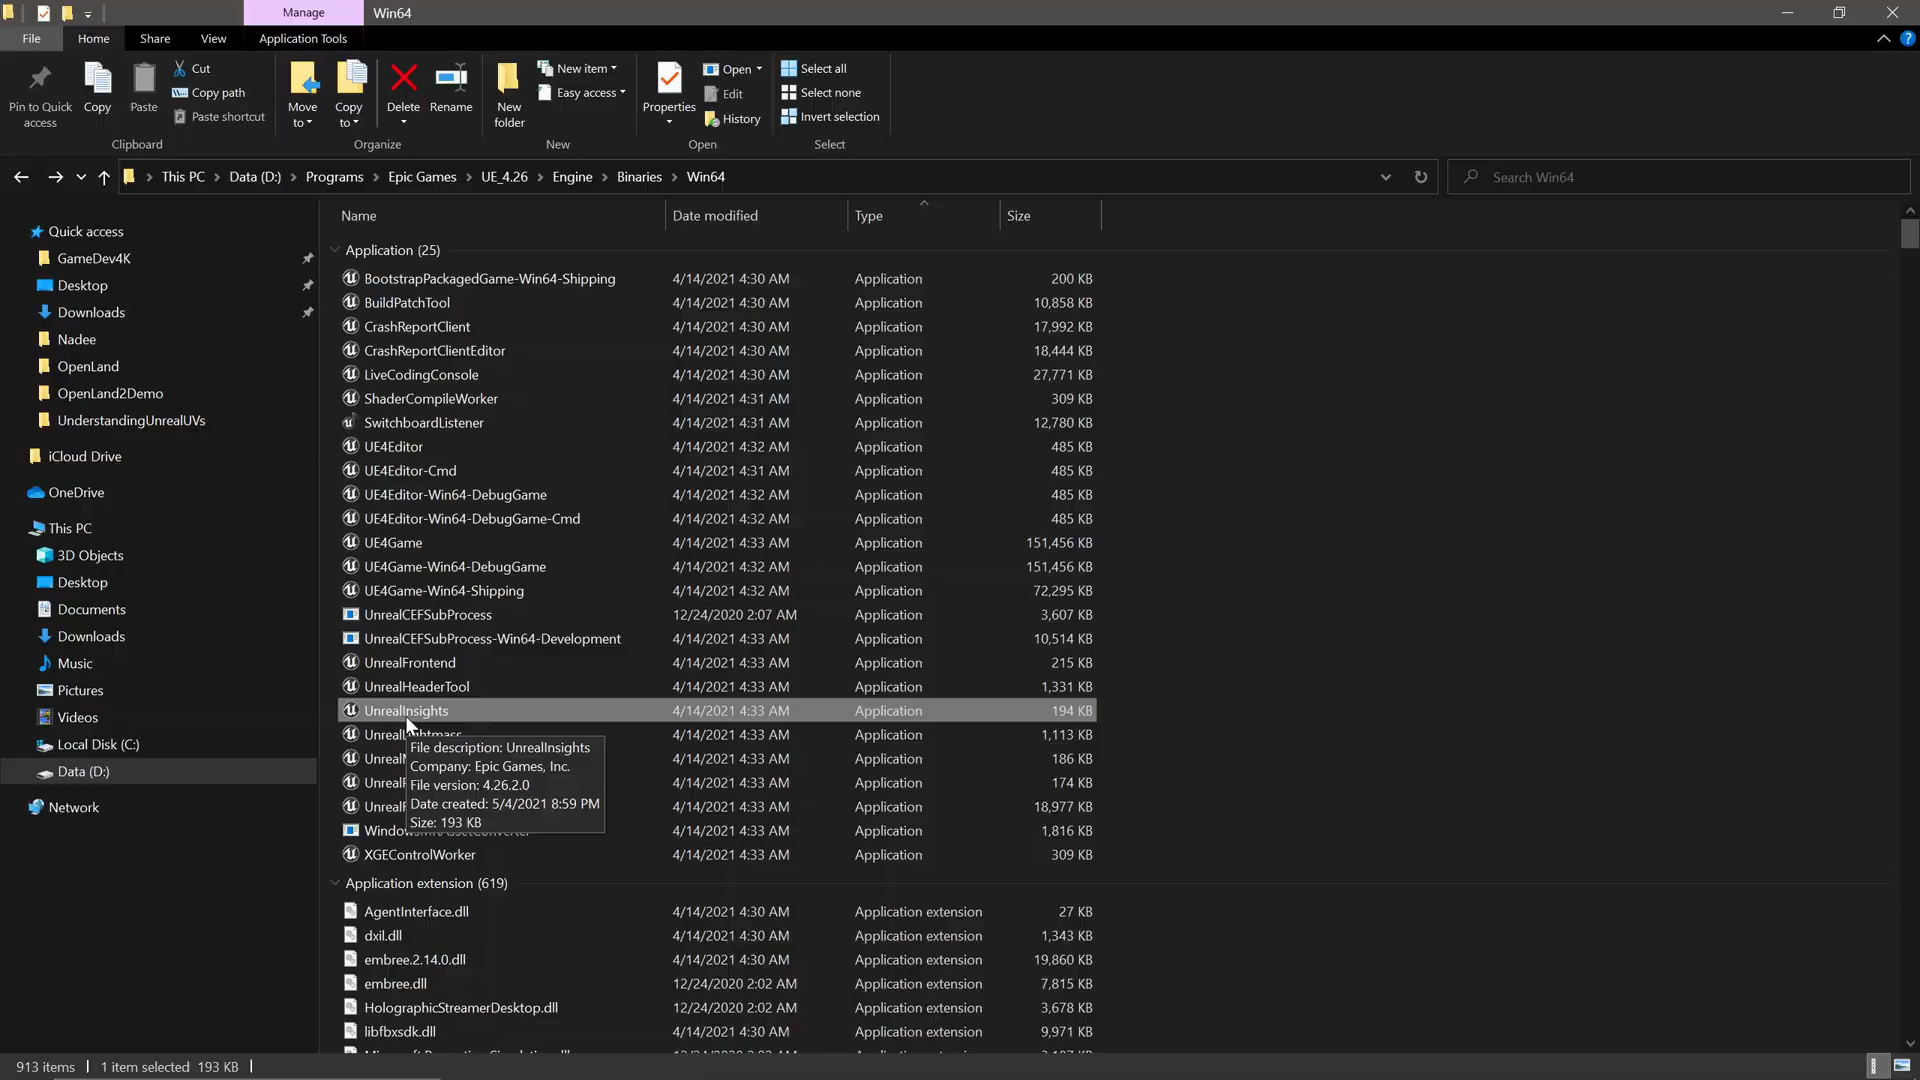 Manage
Win64
File
Home
Share
View
Application Tools
Pin to Quick access
Copy
Paste
Cut
Copy path
Paste shortcut
Clipboard
Move to
Copy to
Delete
Rename
Organize
New folder
New item
Easy access
New
Properties
Open
Edit
History
Open
Select all
Select none
Invert selection
Select
This PC > Data (D:) > Programs > Epic Games > UE_4.26 > Engine > Binaries > Win64
Search Win64
Quick access
GameDev4K
Desktop
Downloads
Nadee
OpenLand
OpenLand2Demo
UnderstandingUnrealUVs
iCloud Drive
OneDrive
This PC
3D Objects
Desktop
Documents
Downloads
Music
Pictures
Videos
Local Disk (C:)
Data (D:)
Network
Name Date modified Type Size
Application (25)
BootstrapPackagedGame-Win64-Shipping 4/14/2021 4:30 AM Application 200 KB
BuildPatchTool 4/14/2021 4:30 AM Application 10,858 KB
CrashReportClient 4/14/2021 4:30 AM Application 17,992 KB
CrashReportClientEditor 4/14/2021 4:30 AM Application 18,444 KB
LiveCodingConsole 4/14/2021 4:30 AM Application 27,771 KB
ShaderCompileWorker 4/14/2021 4:31 AM Application 309 KB
SwitchboardListener 4/14/2021 4:31 AM Application 12,780 KB
UE4Editor 4/14/2021 4:32 AM Application 485 KB
UE4Editor-Cmd 4/14/2021 4:31 AM Application 485 KB
UE4Editor-Win64-DebugGame 4/14/2021 4:32 AM Application 485 KB
UE4Editor-Win64-DebugGame-Cmd 4/14/2021 4:32 AM Application 485 KB
UE4Game 4/14/2021 4:33 AM Application 151,456 KB
UE4Game-Win64-DebugGame 4/14/2021 4:32 AM Application 151,456 KB
UE4Game-Win64-Shipping 4/14/2021 4:32 AM Application 72,295 KB
UnrealCEFSubProcess 12/24/2020 2:07 AM Application 3,607 KB
UnrealCEFSubProcess-Win64-Development 4/14/2021 4:33 AM Application 10,514 KB
UnrealFrontend 4/14/2021 4:33 AM Application 215 KB
UnrealHeaderTool 4/14/2021 4:33 AM Application 1,331 KB
UnrealInsights 4/14/2021 4:33 AM Application 194 KB
4/14/2021 4:33 AM Application 1,113 KB
4/14/2021 4:33 AM Application 186 KB
4/14/2021 4:33 AM Application 174 KB
4/14/2021 4:33 AM Application 18,977 KB
4/14/2021 4:33 AM Application 1,816 KB
XGEControlWorker 4/14/2021 4:33 AM Application 309 KB
File description: UnrealInsights
Company: Epic Games, Inc.
File version: 4.26.2.0
Date created: 5/4/2021 8:59 PM
Size: 193 KB
Application extension (619)
AgentInterface.dll 4/14/2021 4:30 AM Application extension 27 KB
dxil.dll 4/14/2021 4:30 AM Application extension 1,343 KB
embree.2.14.0.dll 4/14/2021 4:30 AM Application extension 19,860 KB
embree.dll 12/24/2020 2:02 AM Application extension 7,815 KB
HolographicStreamerDesktop.dll 12/24/2020 2:02 AM Application extension 3,678 KB
libfbxsdk.dll 4/14/2021 4:30 AM Application extension 9,971 KB
913 items 1 item selected 193 KB